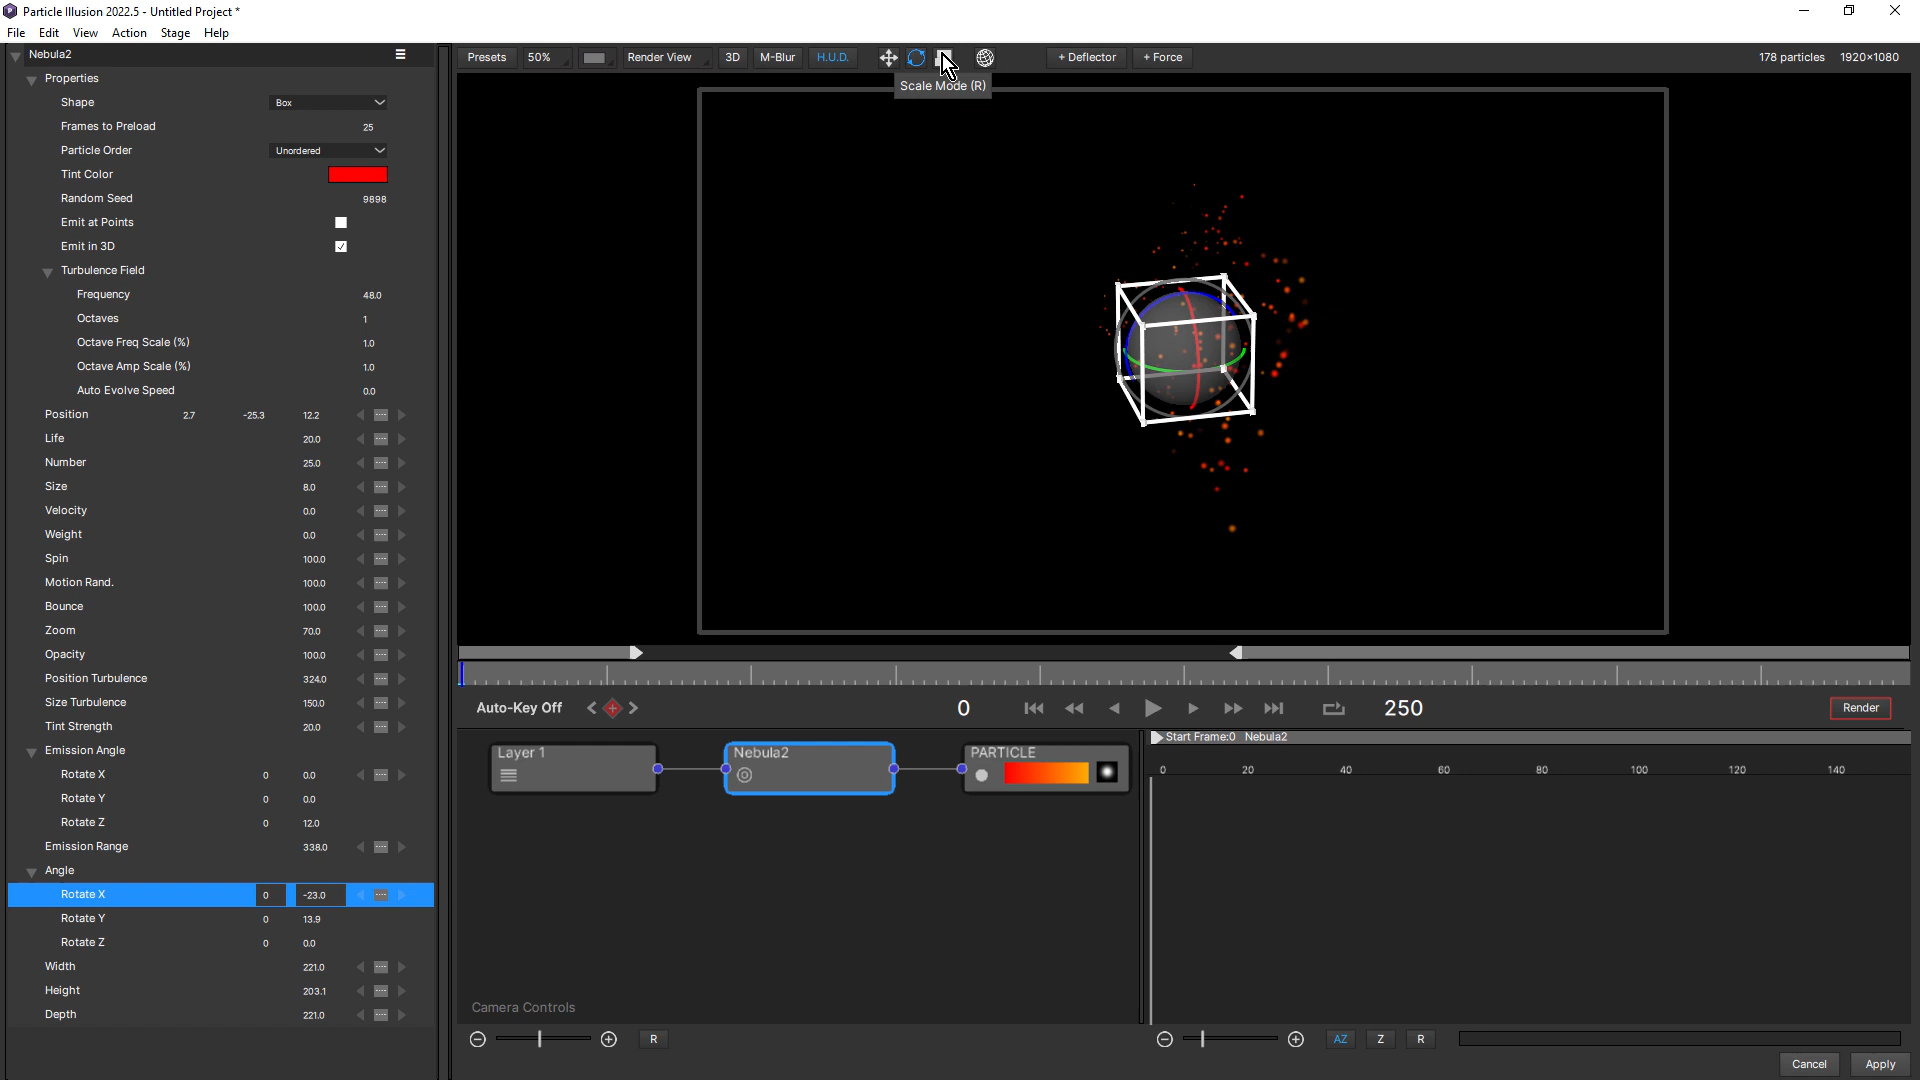 Particle Illusion 2022.5 - Untitled Project *
File Edit View Action Stage Help
Nebula2
Presets 50% Render View 3D M-Blur H.U.D. + Deflector + Force 178 particles 1920×1080
Scale Mode (R)
Properties
Shape Box
Frames to Preload 25
Particle Order Unordered
Tint Color
Random Seed 9898
Emit at Points
Emit in 3D
Turbulence Field
Frequency 48.0
Octaves 1
Octave Freq Scale (%) 1.0
Octave Amp Scale (%) 1.0
Auto Evolve Speed 0.0
Position 2.7 -25.3 12.2
Life 20.0
Number 25.0
Size 8.0
Velocity 0.0
Weight 0.0
Spin 100.0
Motion Rand. 100.0
Bounce 100.0
Zoom 70.0
Opacity 100.0
Position Turbulence 324.0
Size Turbulence 150.0
Tint Strength 20.0
Emission Angle
Rotate X 0 0.0
Rotate Y 0 0.0
Rotate Z 0 12.0
Emission Range 338.0
Angle
Rotate X 0 -23.0
Rotate Y 0 13.9
Rotate Z 0 0.0
Width 221.0
Height 203.1
Depth 221.0
Auto-Key Off 0 250 Render
Layer 1 Nebula2 PARTICLE
Start Frame:0 Nebula2
0 20 40 60 80 100 120 140
Camera Controls
R AZ Z R
Cancel Apply